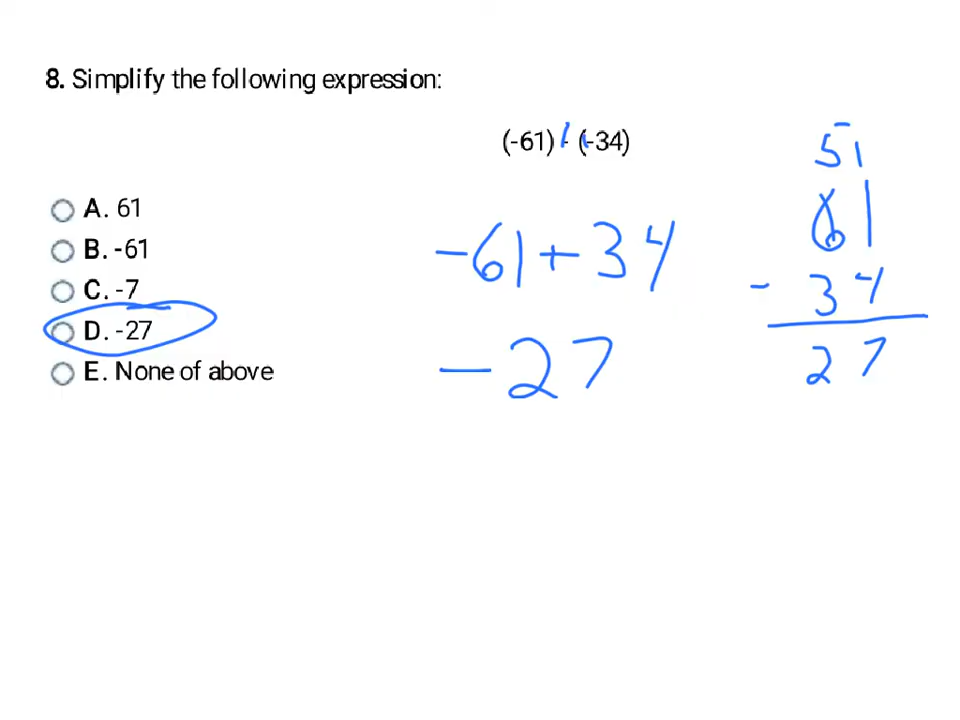 8. Simplify the following expression:
(-61) - (-34)
A. 61
B. -61
C. -7
D. -27
E. None of above
-61+34
-27
51
61
- 34
27